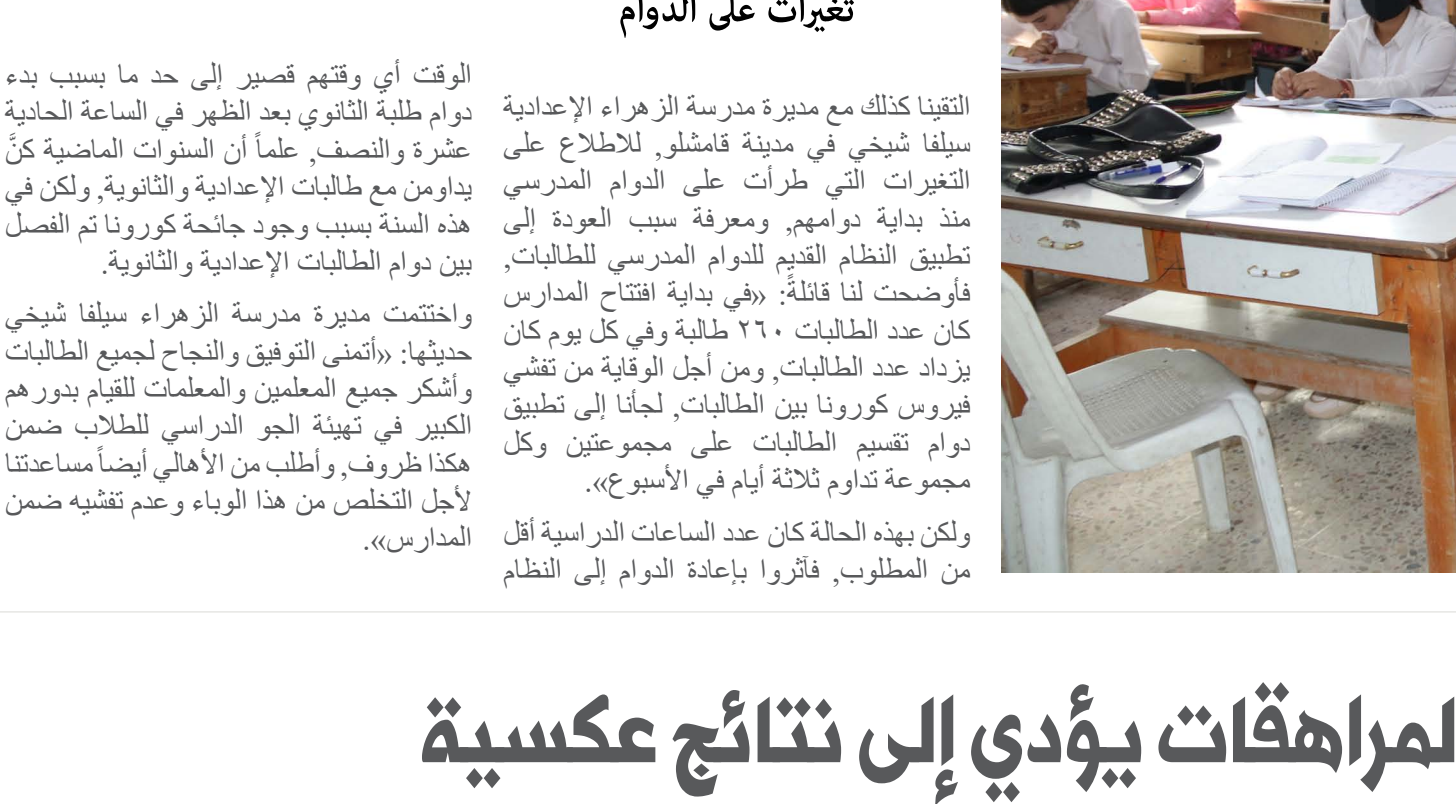 تغيرات على الدوام
التقينا كذلك مع مديرة مدرسة الزهراء الإعدادية
سيلفا شيخي في مدينة قامشلو, للاطلاع على
التغيرات التي طرأت على الدوام المدرسي
منذ بداية دوامهم, ومعرفة سبب العودة إلى
تطبيق النظام القديم للدوام المدرسي للطالبات,
فأوضحت لنا قائلةً: «في بداية افتتاح المدارس
كان عدد الطالبات ٢٦٠ طالبة وفي كل يوم كان
يزداد عدد الطالبات, ومن أجل الوقاية من تفشي
فيروس كورونا بين الطالبات, لجأنا إلى تطبيق
دوام تقسيم الطالبات على مجموعتين وكل
مجموعة تداوم ثلاثة أيام في الأسبوع».
ولكن بهذه الحالة كان عدد الساعات الدراسية أقل
من المطلوب, فآثروا بإعادة الدوام إلى النظام
الوقت أي وقتهم قصير إلى حد ما بسبب بدء
دوام طلبة الثانوي بعد الظهر في الساعة الحادية
عشرة والنصف, علماً أن السنوات الماضية كنَّ
يداومن مع طالبات الإعدادية والثانوية, ولكن في
هذه السنة بسبب وجود جائحة كورونا تم الفصل
بين دوام الطالبات الإعدادية والثانوية.
واختتمت مديرة مدرسة الزهراء سيلفا شيخي
حديثها: «أتمنى التوفيق والنجاح لجميع الطالبات
وأشكر جميع المعلمين والمعلمات للقيام بدورهم
الكبير في تهيئة الجو الدراسي للطلاب ضمن
هكذا ظروف, وأطلب من الأهالي أيضاً مساعدتنا
لأجل التخلص من هذا الوباء وعدم تفشيه ضمن
المدارس».
لمراهقات يؤدي إلى نتائج عكسية